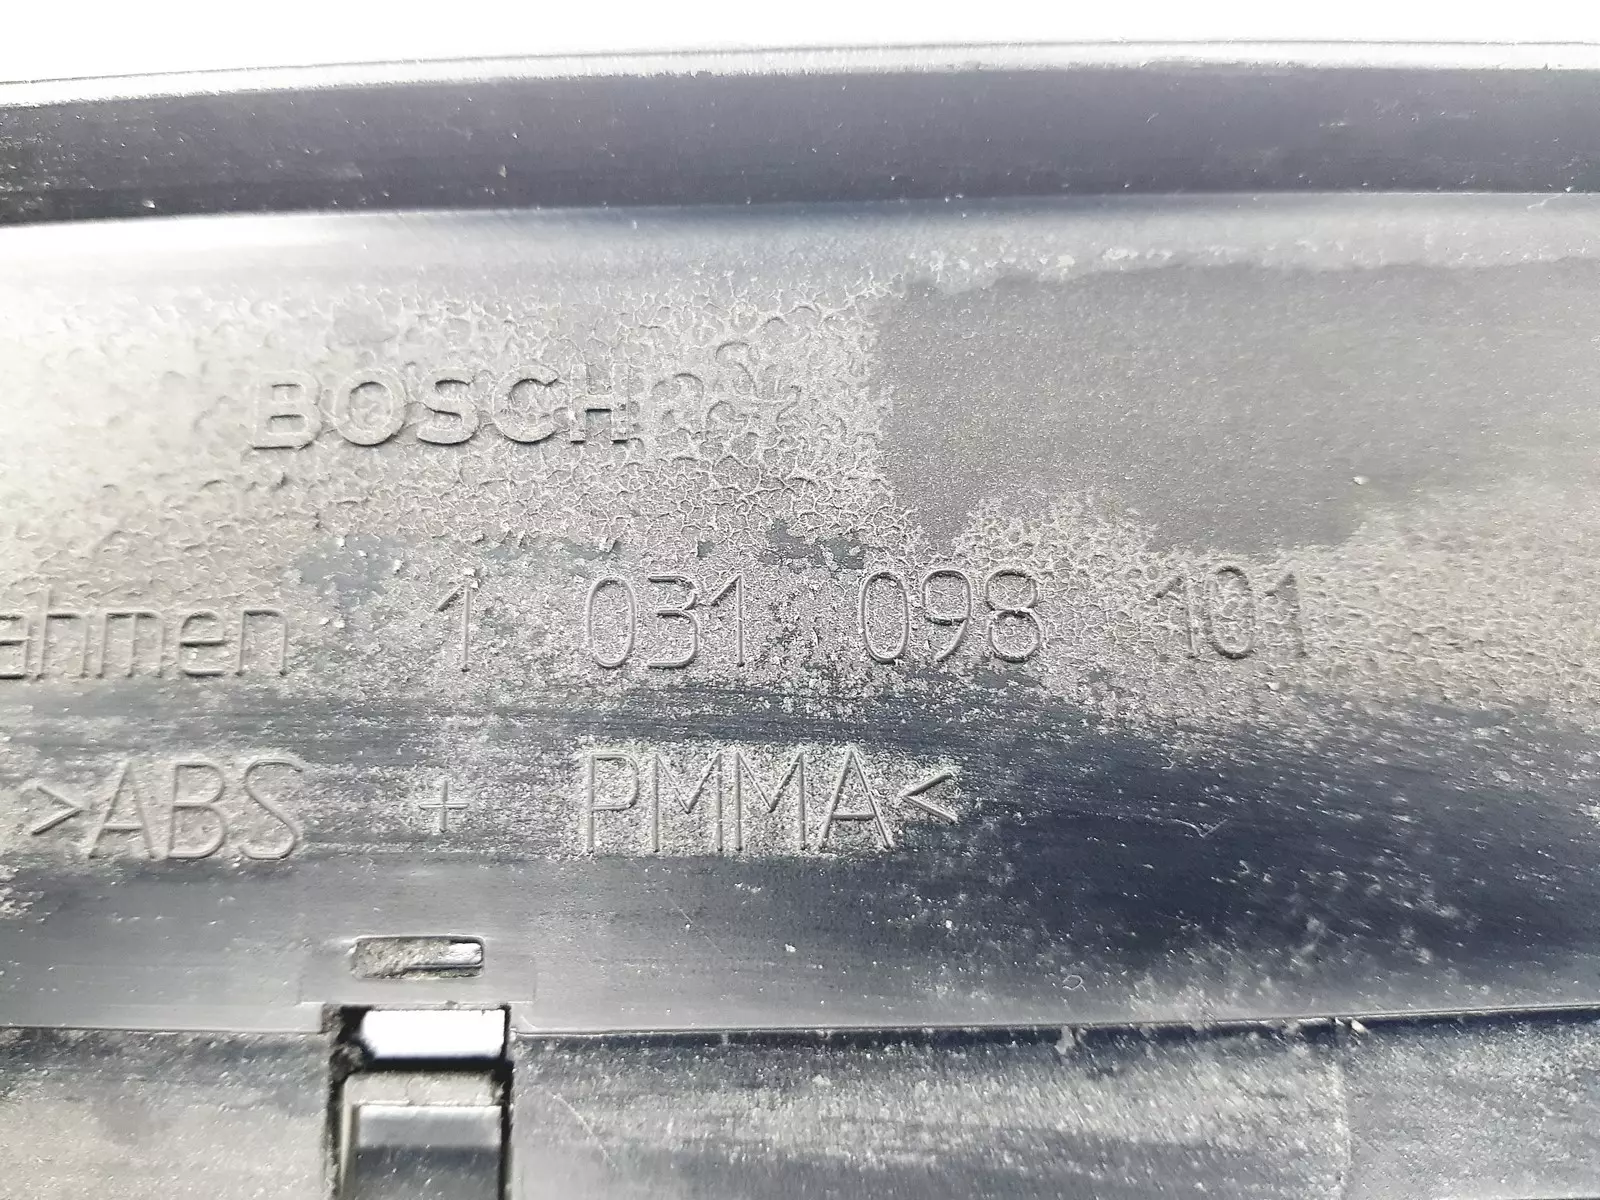 BOSCH
ahmen 1 031 098 101
>ABS + PMMA<